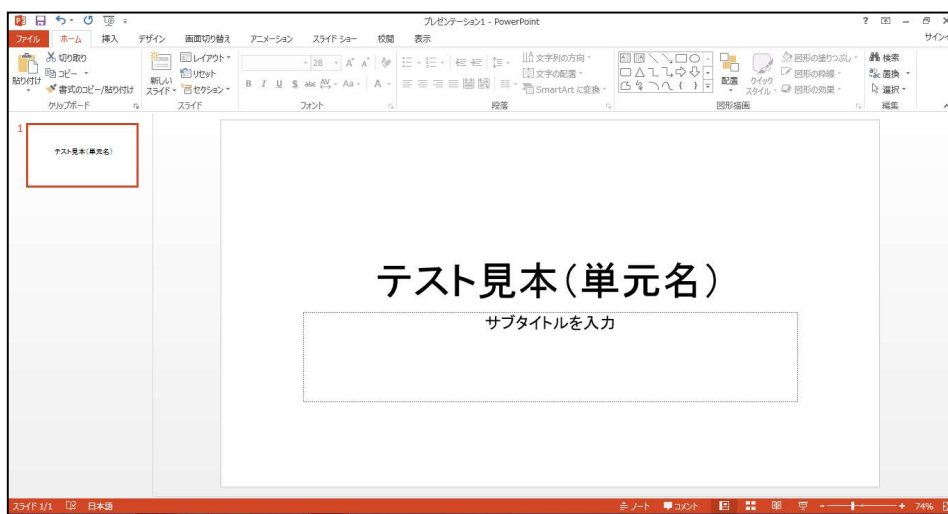 プレゼンテーション1 - PowerPoint
ファイル ホーム 挿入 デザイン 画面切り替え アニメーション スライド ショー 校閲 表示 サインイ
貼り付け
切り取り
コピー
書式のコピー/貼り付け
クリップボード
新しい
スライド
レイアウト
リセット
セクション
スライド
28
フォント
文字列の方向
文字の配置
SmartArt に変換
段落
配置
クイック
スタイル
図形の塗りつぶし
図形の枠線
図形の効果
図形描画
検索
置換
選択
編集
1
テスト見本(単元名)
テスト見本(単元名)
サブタイトルを入力
スライド 1/1 日本語 ノート コメント 74%